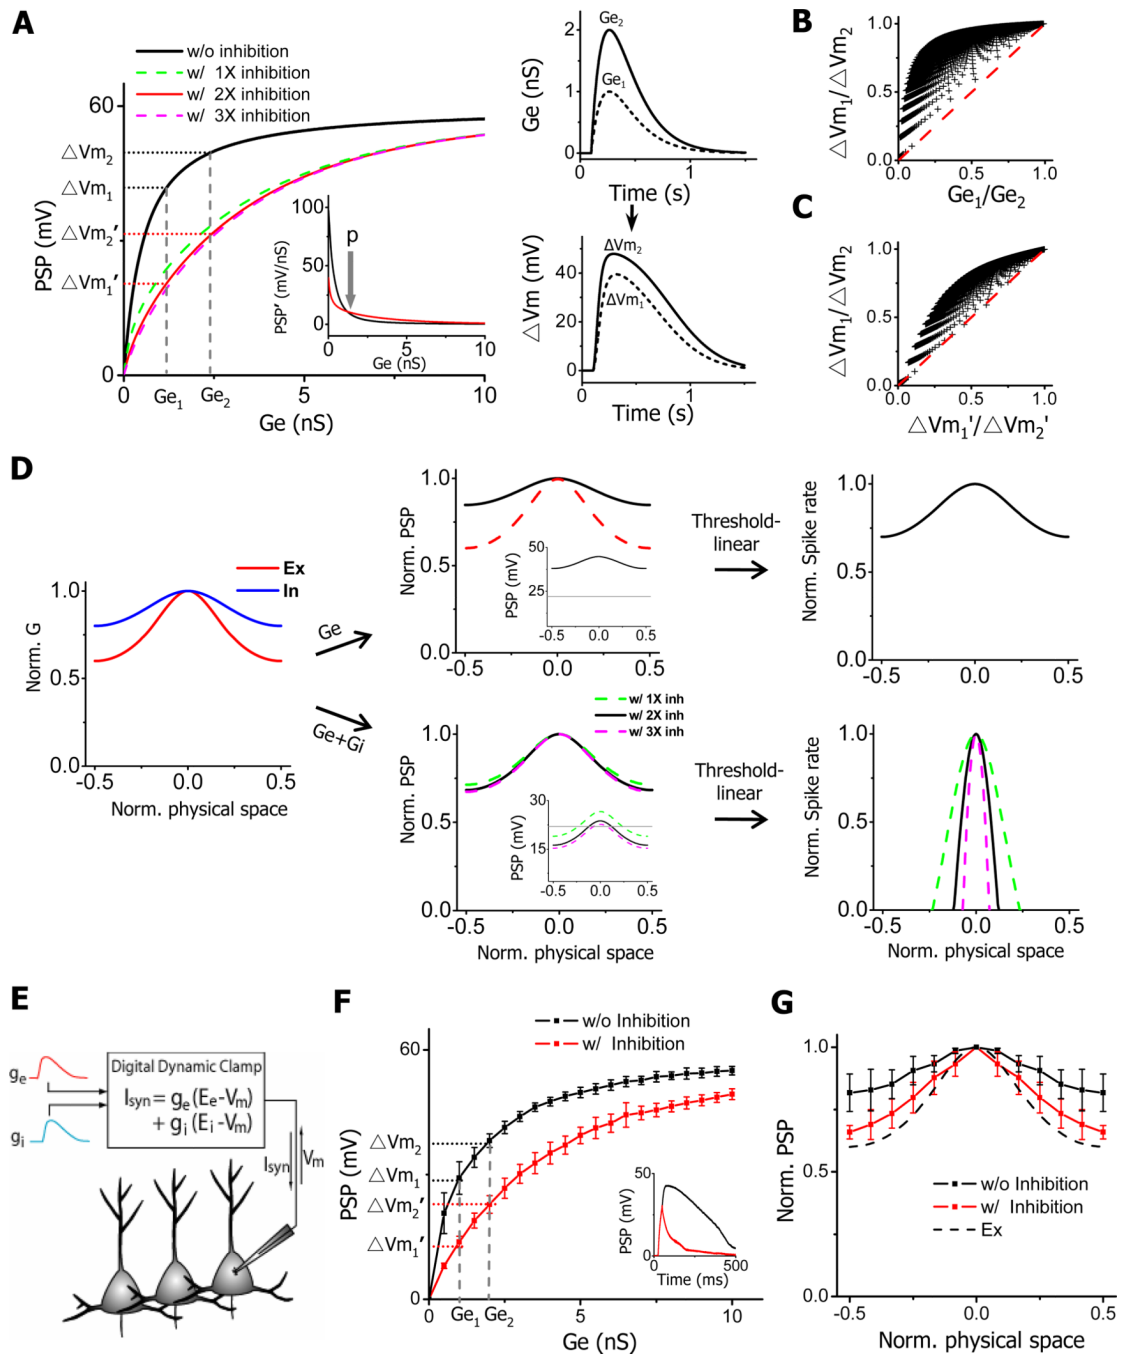 A
w/o inhibition
w/ 1X inhibition
w/ 2X inhibition
w/ 3X inhibition
60
△Vm2
△Vm1
△Vm2′
△Vm1′
0
PSP (mV)
0
Ge1
Ge2
5
10
Ge (nS)
100
50
0
PSP′ (mV/nS)
p
0
5
10
Ge (nS)
2
1
0
Ge (nS)
Ge2
Ge1
0
1
Time (s)
40
20
0
△Vm (mV)
ΔVm2
ΔVm1
0
1
Time (s)
B
1.0
0.5
0.0
△Vm1/△Vm2
0.0
0.5
1.0
Ge1/Ge2
C
1.0
0.5
0.0
△Vm1/△Vm2
0.0
0.5
1.0
△Vm1'/△Vm2'
D
Ex
In
1.0
0.5
0.0
Norm. G
-0.5
0.0
0.5
Norm. physical space
Ge
Ge+Gi
1.0
0.5
0.0
Norm. PSP
-0.5
0.0
0.5
50
25
0
PSP (mV)
-0.5
0.0
0.5
Threshold-
linear
1.0
0.5
0.0
Norm. Spike rate
-0.5
0.0
0.5
w/ 1X inh
w/ 2X inh
w/ 3X inh
1.0
0.5
0.0
Norm. PSP
-0.5
0.0
0.5
Norm. physical space
30
15
PSP (mV)
-0.5
0.0
0.5
Threshold-
linear
1.0
0.5
0.0
Norm. Spike rate
-0.5
0.0
0.5
Norm. physical space
E
ge
gi
Digital Dynamic Clamp
Isyn= ge(Ee-Vm)
+ gi(Ei-Vm)
Isyn
Vm
F
w/o Inhibition
w/ Inhibition
60
△Vm2
△Vm1
△Vm2′
△Vm1′
0
PSP (mV)
0
Ge1
Ge2
5
10
Ge (nS)
50
25
0
PSP (mV)
0
500
Time (ms)
G
1.0
0.5
0.0
Norm. PSP
w/o Inhibition
w/ Inhibition
Ex
-0.5
0.0
0.5
Norm. physical space